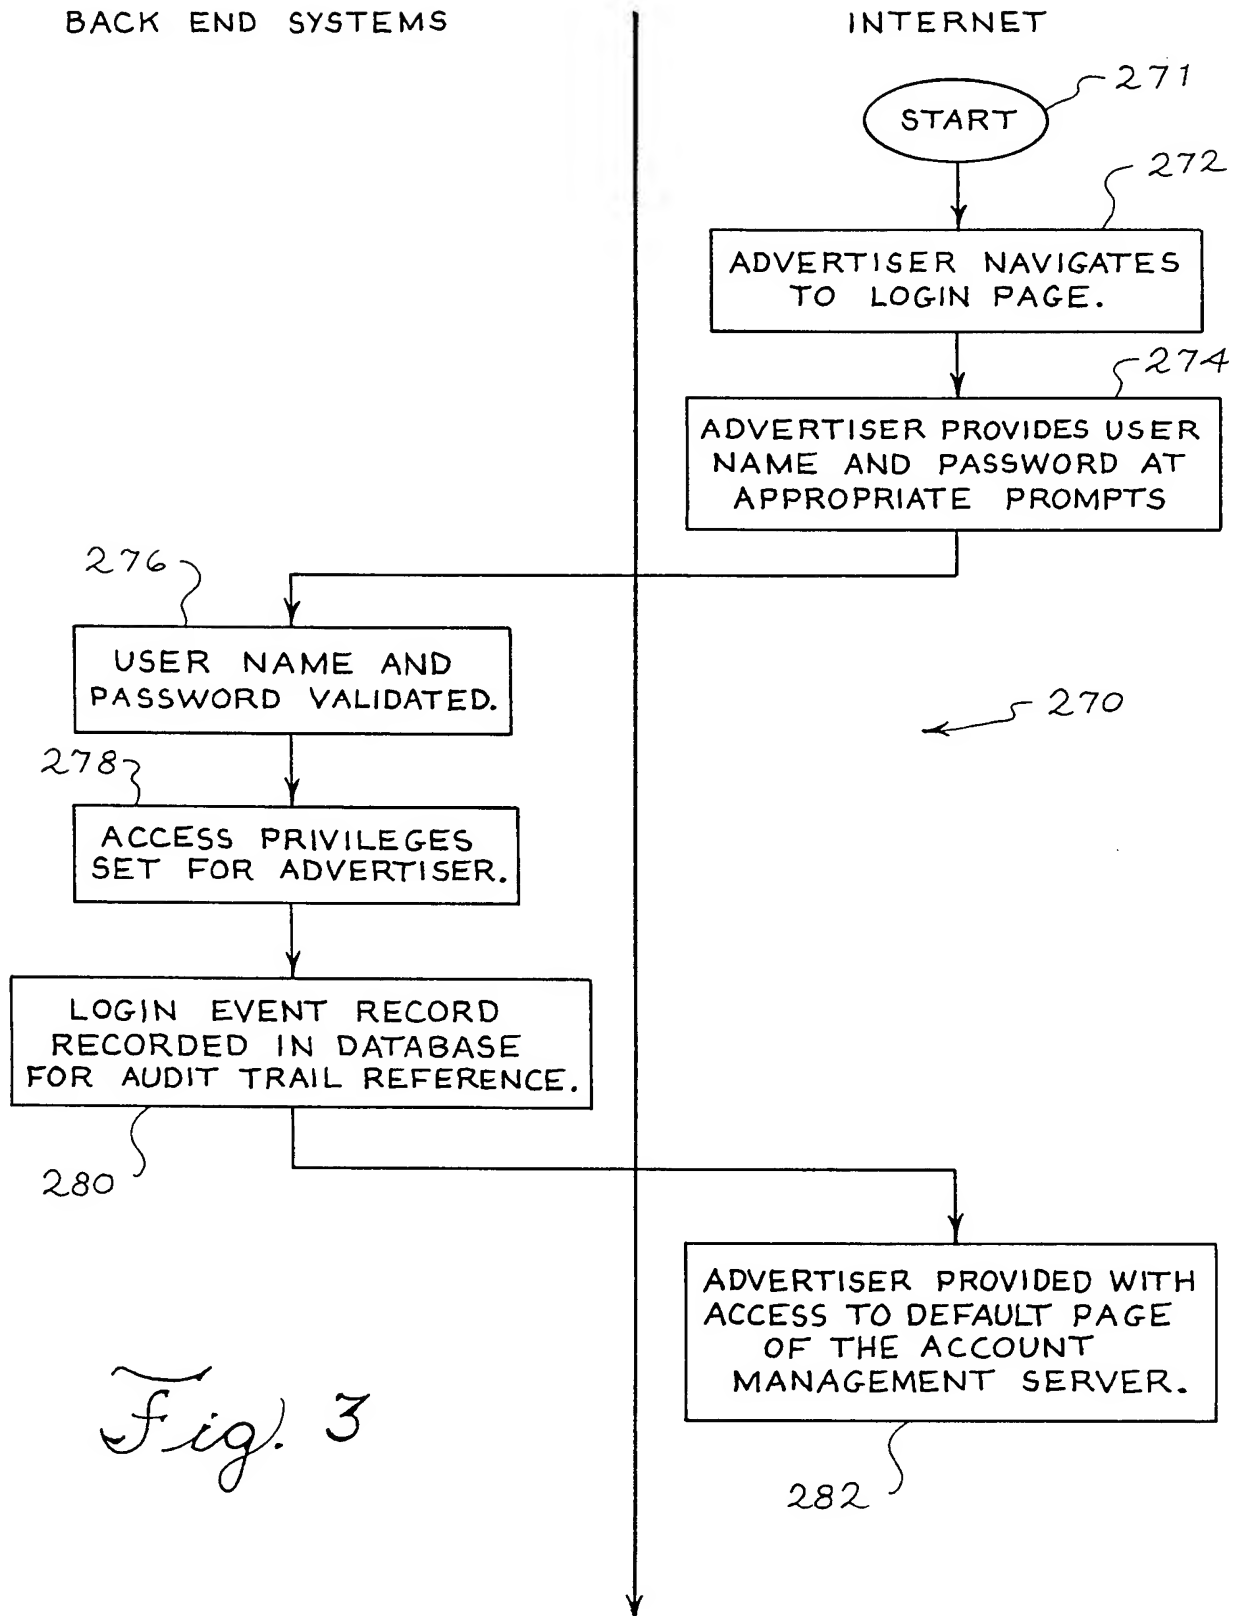 BACK END SYSTEMS
INTERNET
START
271
272
ADVERTISER NAVIGATES
TO LOGIN PAGE.
274
ADVERTISER PROVIDES USER
NAME AND PASSWORD AT
APPROPRIATE PROMPTS
276
USER NAME AND
PASSWORD VALIDATED.
270
278
ACCESS PRIVILEGES
SET FOR ADVERTISER.
LOGIN EVENT RECORD
RECORDED IN DATABASE
FOR AUDIT TRAIL REFERENCE.
280
ADVERTISER PROVIDED WITH
ACCESS TO DEFAULT PAGE
OF THE ACCOUNT
MANAGEMENT SERVER.
282
Fig. 3